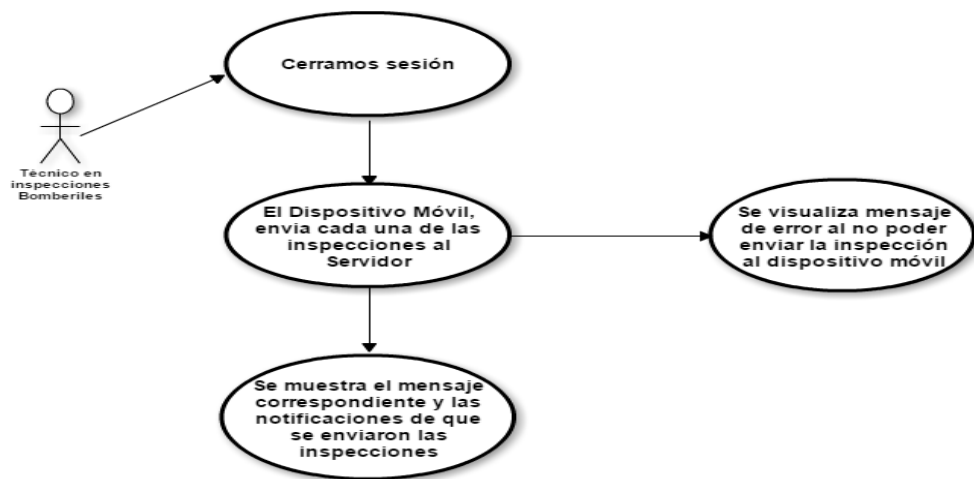 Cerramos sesión
Técnico en
inspecciones
Bomberiles
El Dispositivo Móvil,
envia cada una de las
inspecciones al
Servidor
Se visualiza mensaje
de error al no poder
enviar la inspección
al dispositivo móvil
Se muestra el mensaje
correspondiente y las
notificaciones de que
se enviaron las
inspecciones